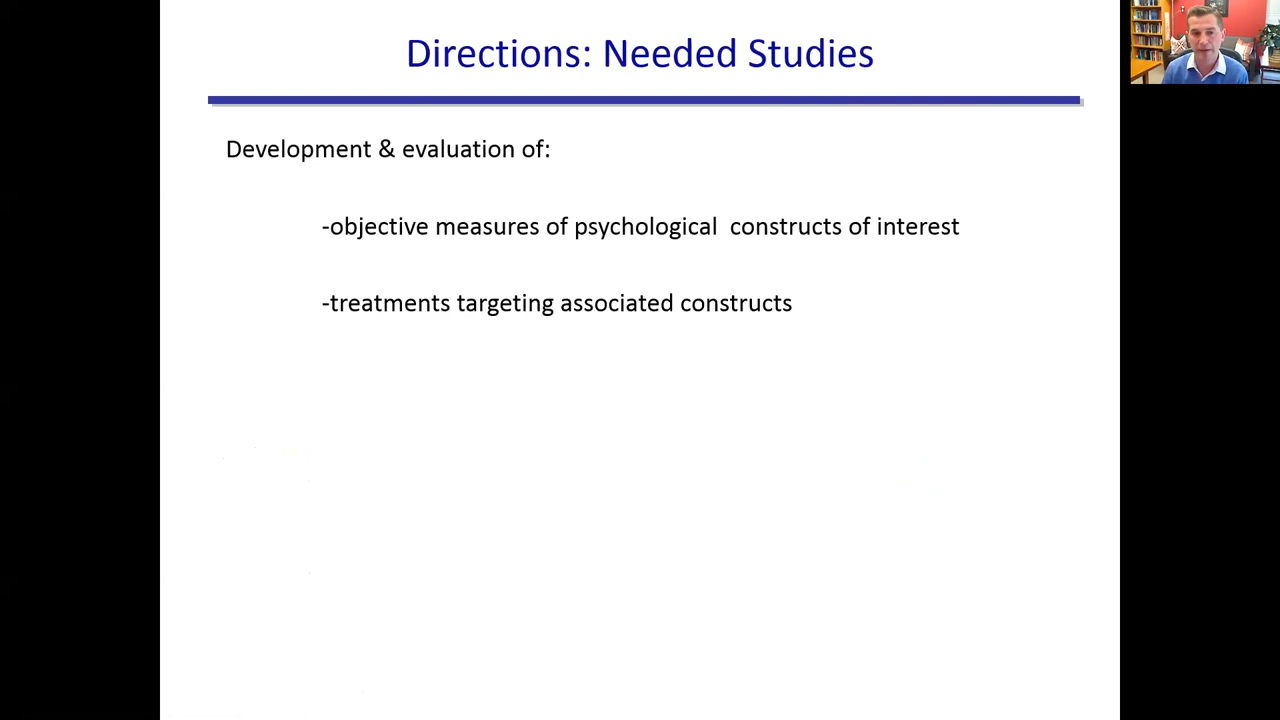 Directions: Needed Studies
Development & evaluation of:
-objective measures of psychological  constructs of interest
-treatments targeting associated constructs